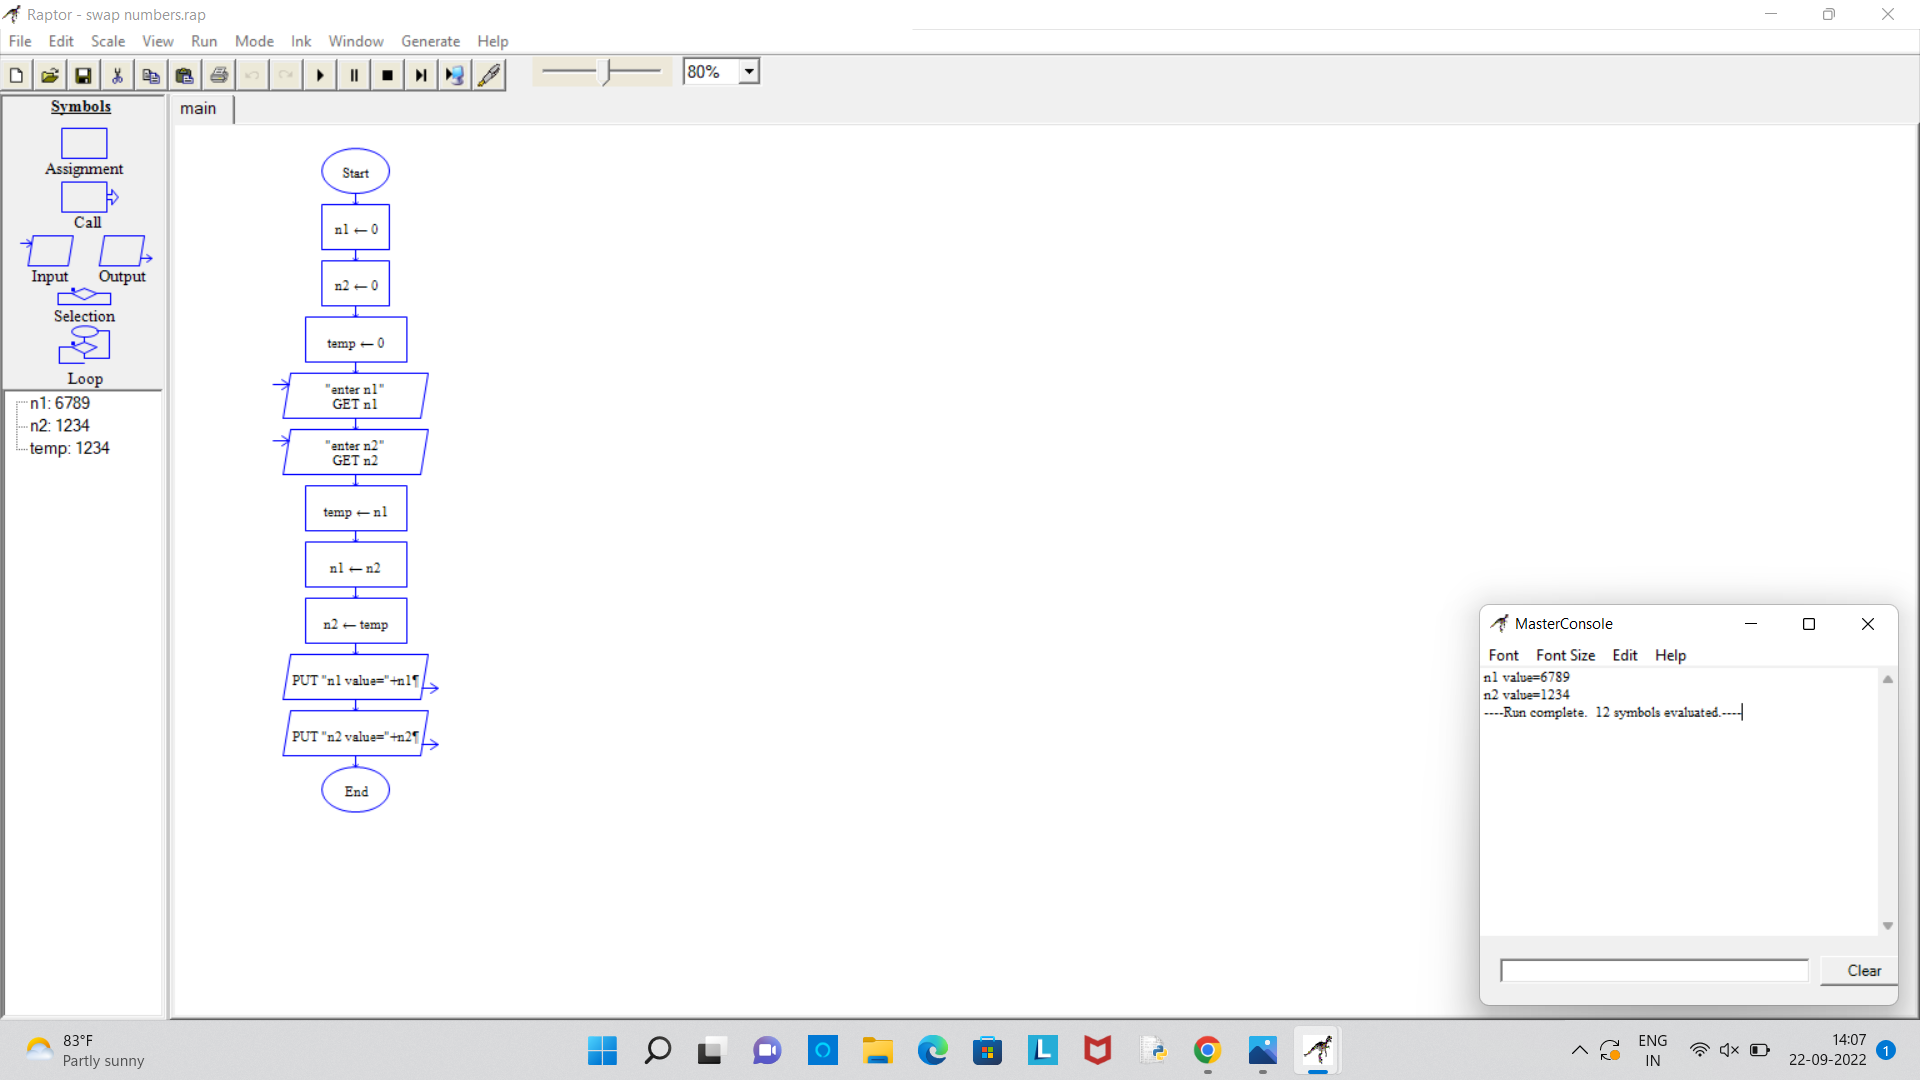 Raptor - swap numbers.rap
File Edit Scale View Run Mode Ink Window Generate Help
80%
Symbols
main
Assignment
Call
Input Output
Selection
Loop
n1: 6789
n2: 1234
temp: 1234
Start
n1 ← 0
n2 ← 0
temp ← 0
"enter n1"
GET n1
"enter n2"
GET n2
temp ← n1
n1 ← n2
n2 ← temp
PUT "n1 value="+n1¶
PUT "n2 value="+n2¶
End
MasterConsole
Font Font Size Edit Help
n1 value=6789
n2 value=1234
----Run complete. 12 symbols evaluated.----
Clear
83°F
Partly sunny
L
ENG
IN
14:07
22-09-2022
1